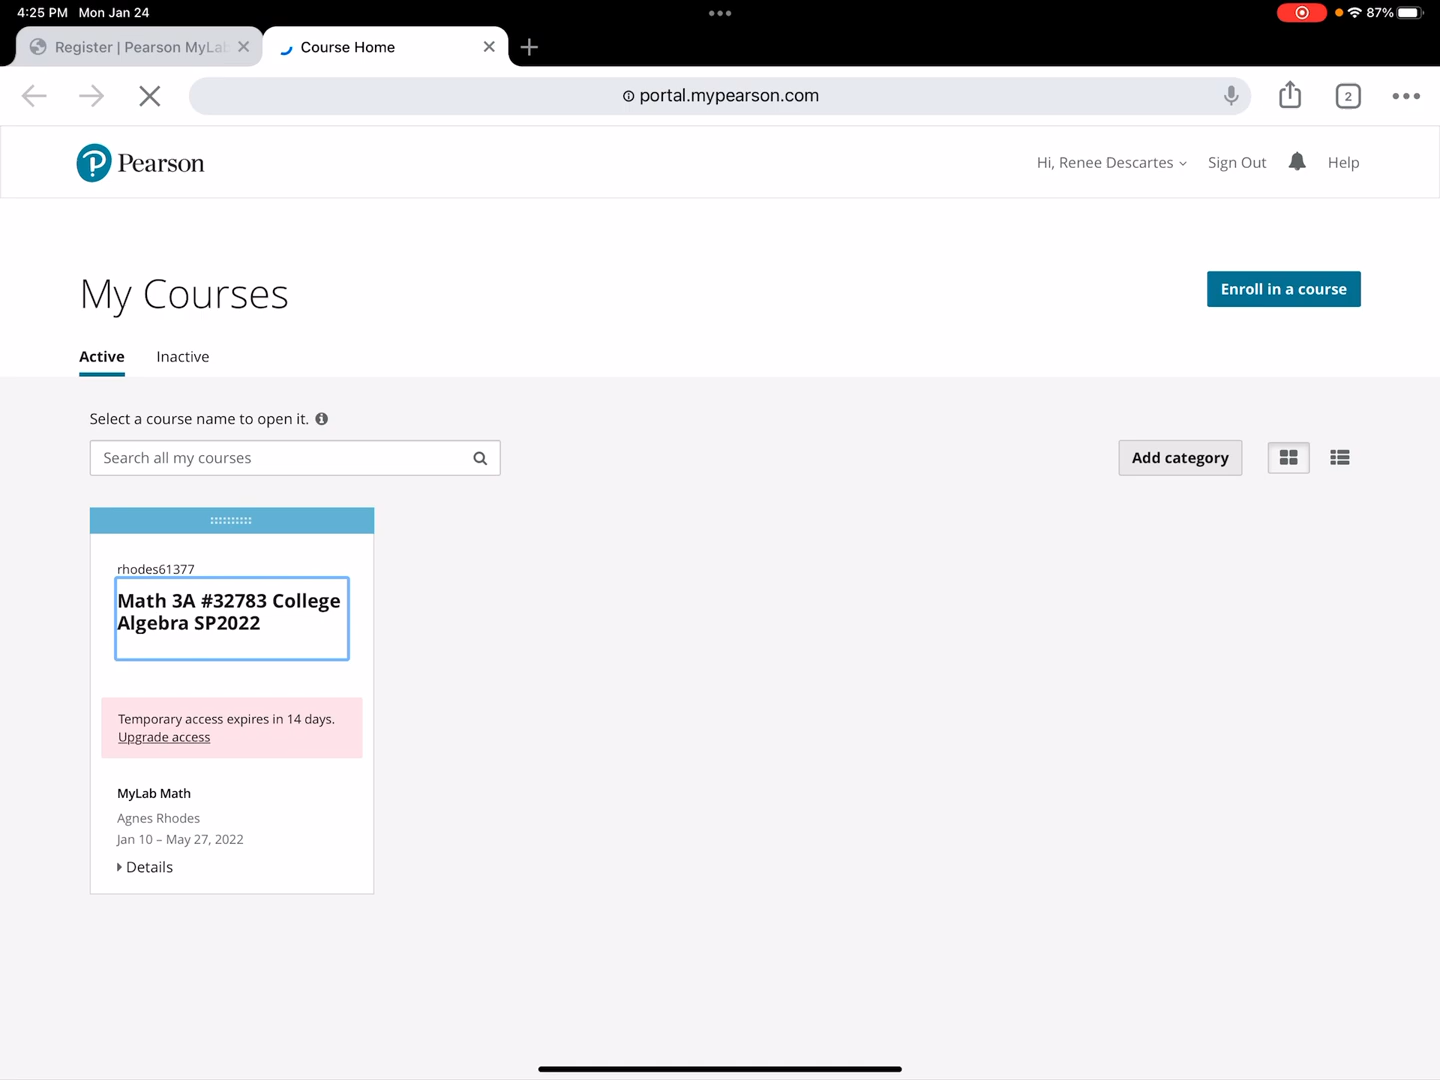 4:25 PM Mon Jan 24
87%
Register | Pearson MyLab
Course Home
portal.mypearson.com
2
Pearson
Hi, Renee Descartes
Sign Out
Help
My Courses
Enroll in a course
Active
Inactive
Select a course name to open it.
Search all my courses
Add category
rhodes61377
Math 3A #32783 College
Algebra SP2022
Temporary access expires in 14 days.
Upgrade access
MyLab Math
Agnes Rhodes
Jan 10 – May 27, 2022
Details